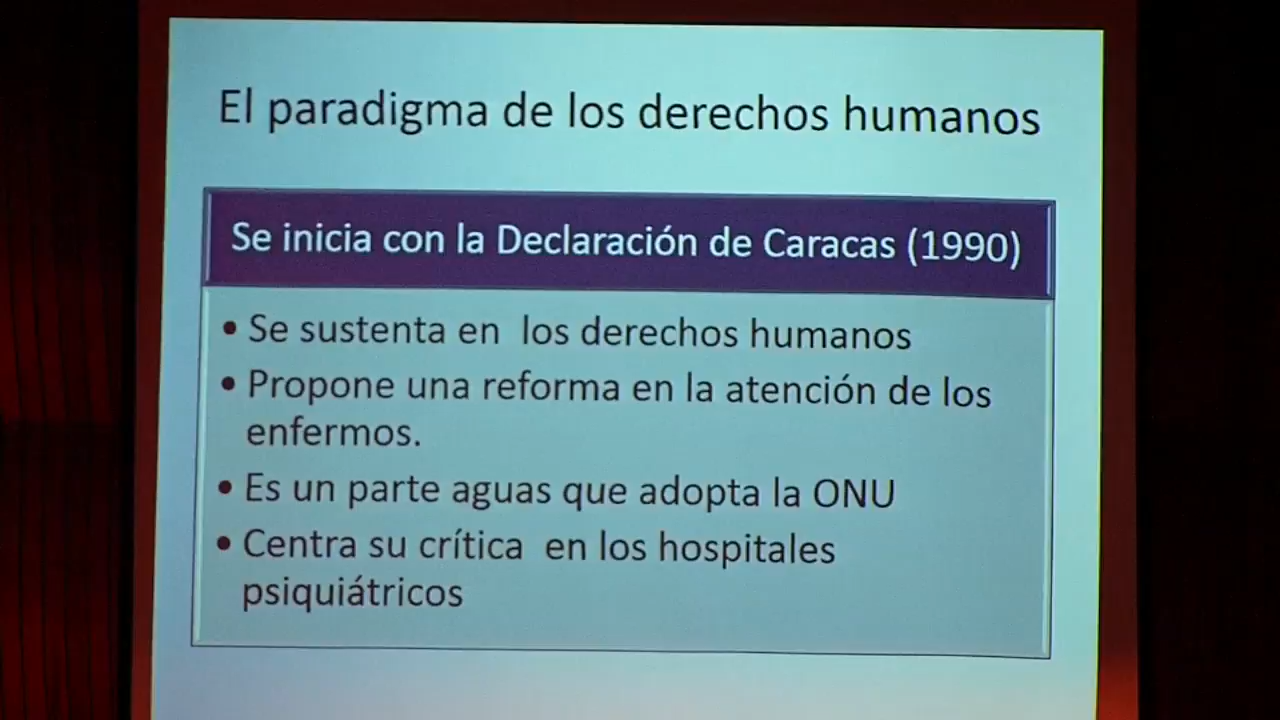 El paradigma de los derechos humanos
Se inicia con la Declaración de Caracas (1990)
• Se sustenta en los derechos humanos
• Propone una reforma en la atención de los
enfermos.
• Es un parte aguas que adopta la ONU
• Centra su crítica en los hospitales
psiquiátricos